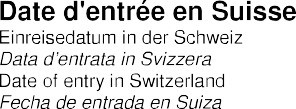 Date d'entrée en Suisse
Einreisedatum in der Schweiz
Data d'entrata in Svizzera
Date of entry in Switzerland
Fecha de entrada en Suiza